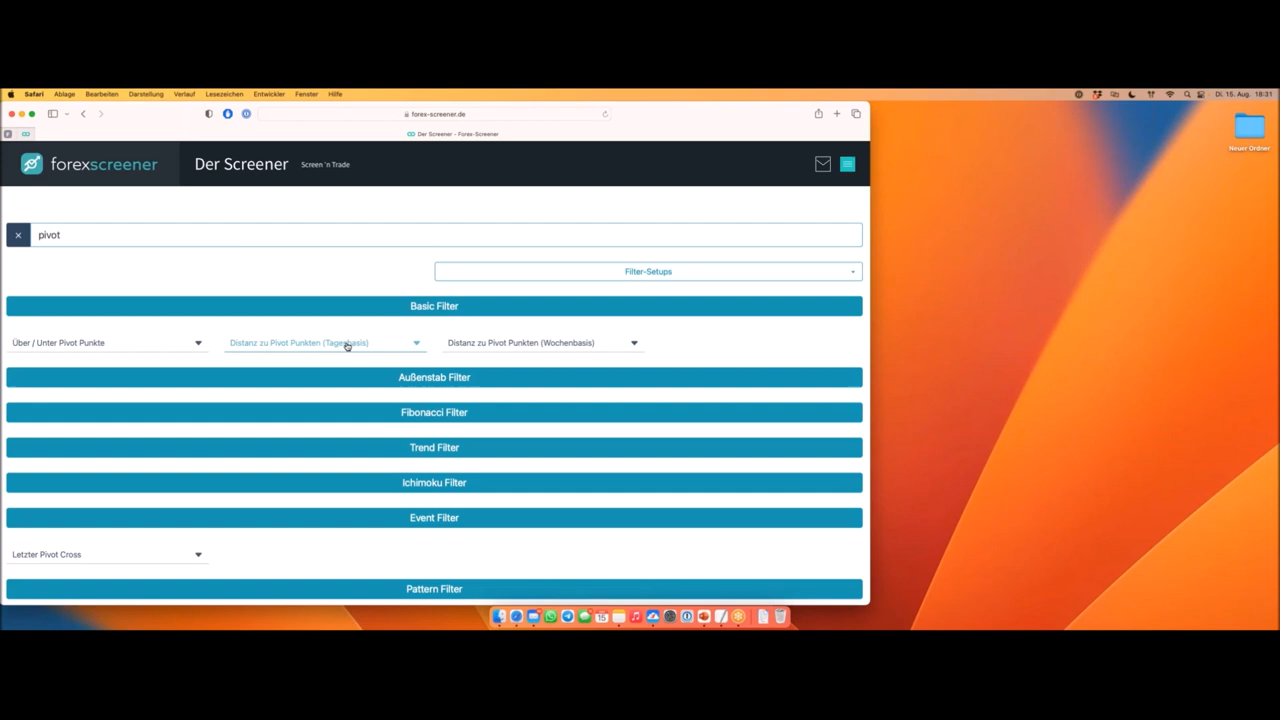 Safari Ablage Bearbeiten Darstellung Verlauf Lesezeichen Entwickler Fenster Hilfe
Di. 15. Aug. 18:31
forex-screener.de
Der Screener - Forex-Screener
Neuer Ordner
forexscreener
Der Screener
Screen 'n Trade
pivot
Filter-Setups
Basic Filter
Über / Unter Pivot Punkte
Distanz zu Pivot Punkten (Tagesbasis)
Distanz zu Pivot Punkten (Wochenbasis)
Außenstab Filter
Fibonacci Filter
Trend Filter
Ichimoku Filter
Event Filter
Letzter Pivot Cross
Pattern Filter
15